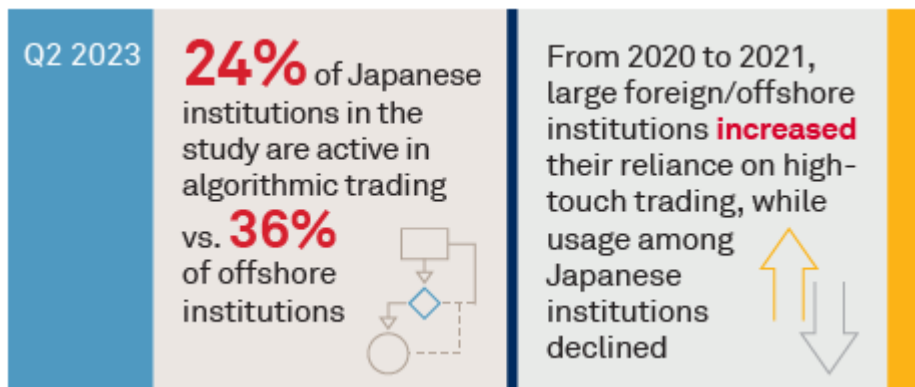 Q2 2023
24% of Japanese
institutions in the
study are active in
algorithmic trading
vs. 36%
of offshore
institutions
From 2020 to 2021,
large foreign/offshore
institutions increased
their reliance on high-
touch trading, while
usage among
Japanese
institutions
declined